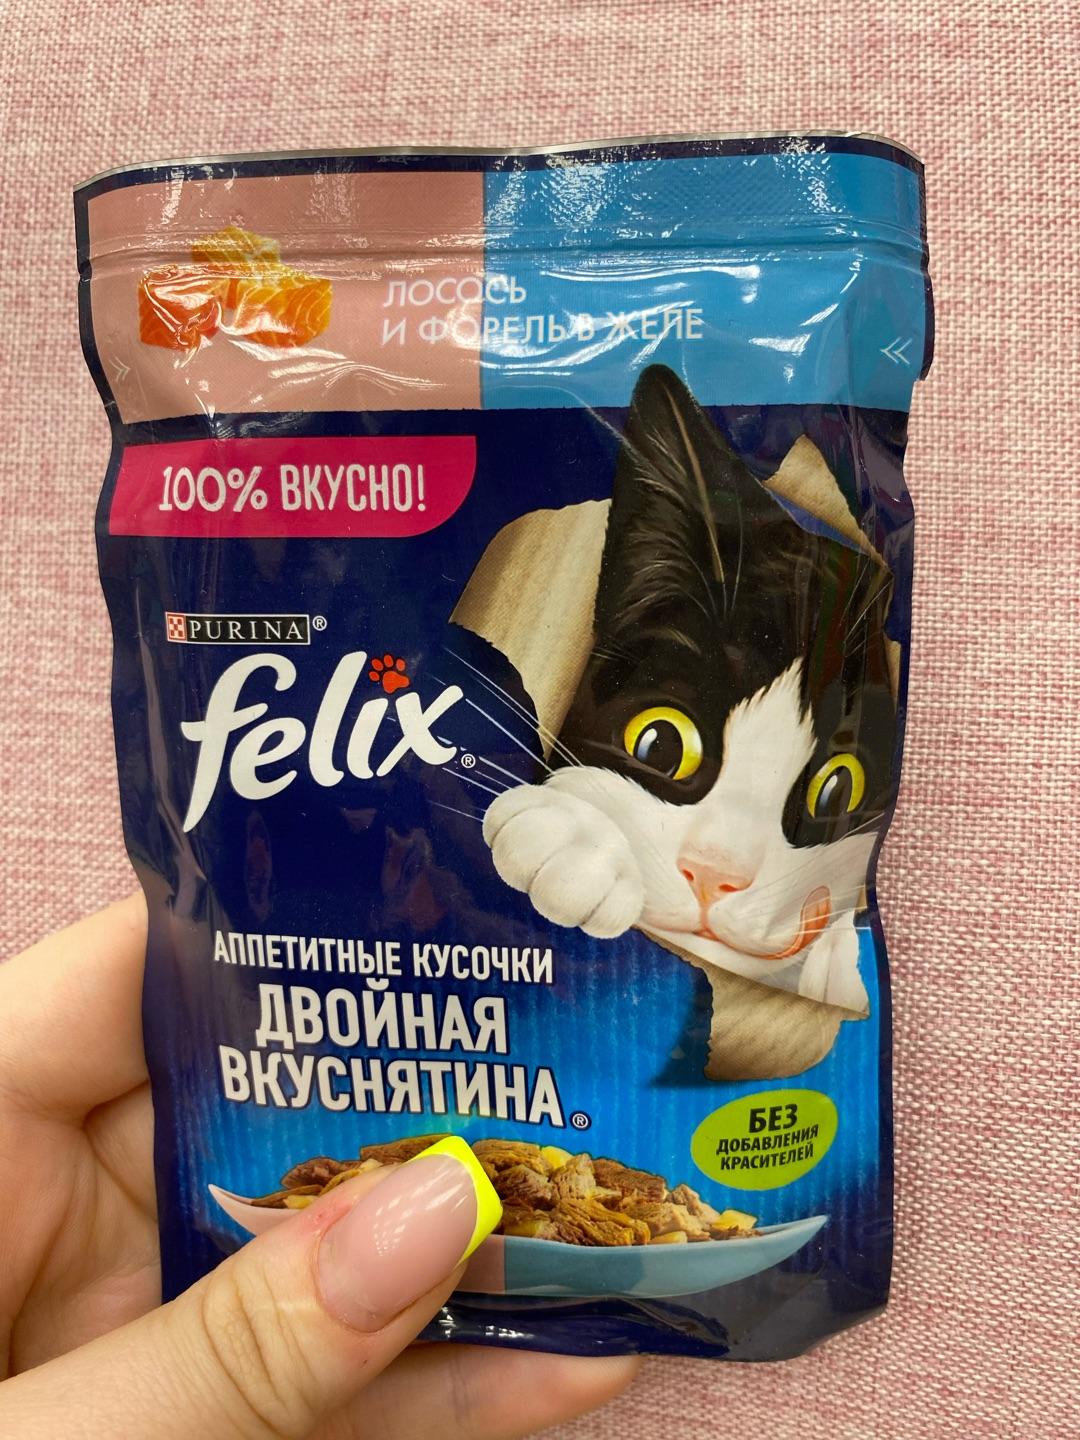 ЛОСОСЬ
И ФОРЕЛЬ В ЖЕЛЕ
100% ВКУСНО!
PURINA®
felix®
АППЕТИТНЫЕ КУСОЧКИ
ДВОЙНАЯ
ВКУСНЯТИНА®
БЕЗ
ДОБАВЛЕНИЯ
КРАСИТЕЛЕЙ